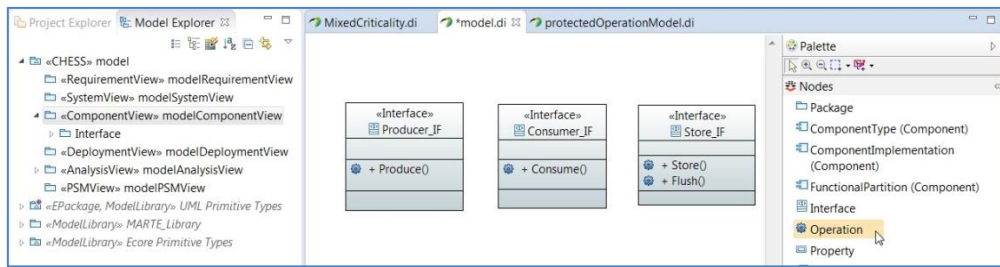 Project Explorer Model Explorer
«CHESS» model
«RequirementView» modelRequirementView
«SystemView» modelSystemView
«ComponentView» modelComponentView
Interface
«DeploymentView» modelDeploymentView
«AnalysisView» modelAnalysisView
«PSMView» modelPSMView
«EPackage, ModelLibrary» UML Primitive Types
«ModelLibrary» MARTE_Library
«ModelLibrary» Ecore Primitive Types
MixedCriticality.di *model.di protectedOperationModel.di
«Interface»
Producer_IF
+ Produce()
«Interface»
Consumer_IF
+ Consume()
«Interface»
Store_IF
+ Store()
+ Flush()
Palette
Nodes
Package
ComponentType (Component)
ComponentImplementation
(Component)
FunctionalPartition (Component)
Interface
Operation
Property